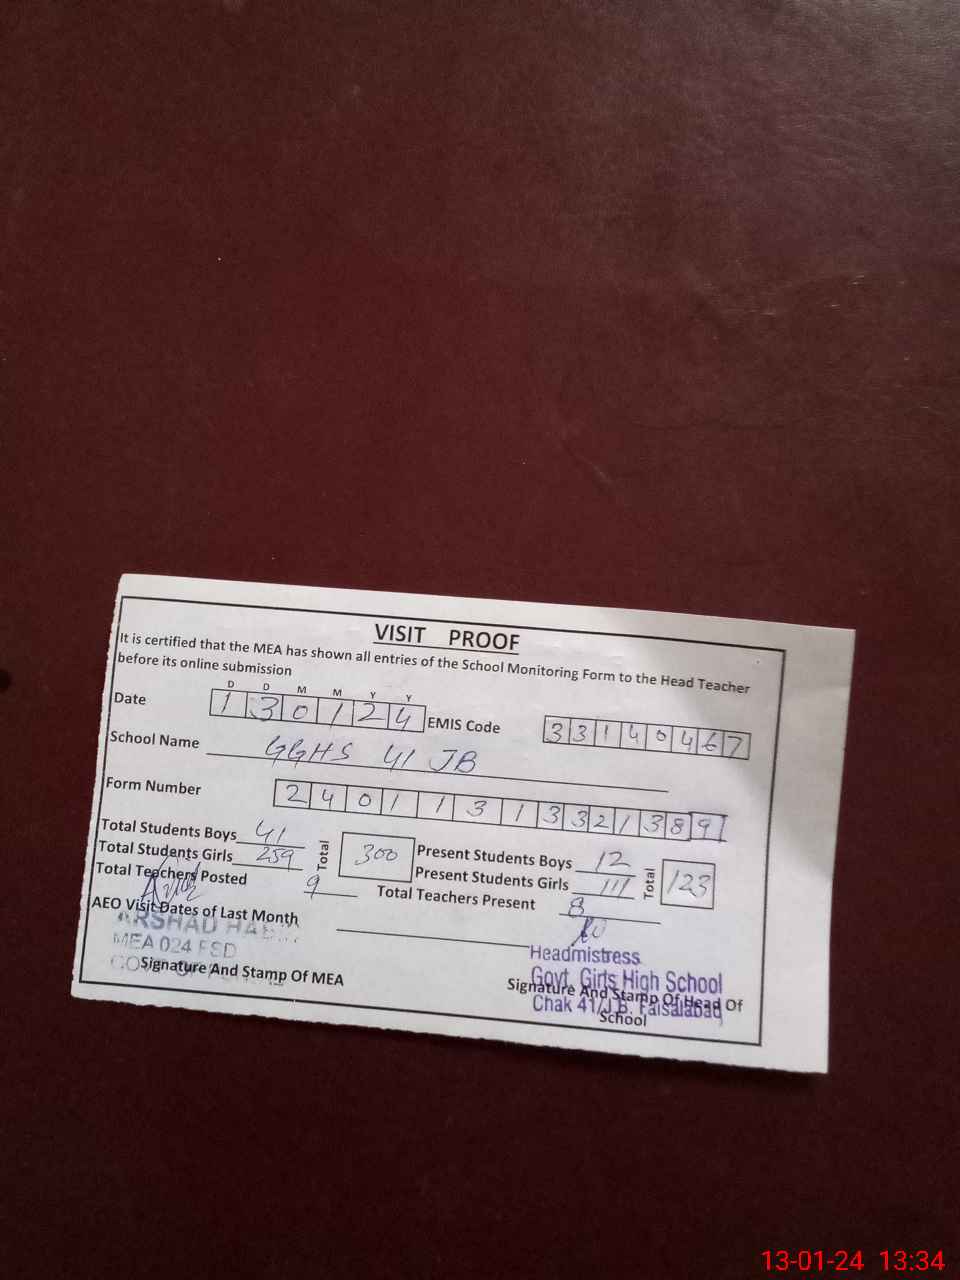 VISIT PROOF
It is certified that the MEA has shown all entries of the School Monitoring Form to the Head Teacher
before its online submission
D D M M Y Y
Date 1 3 0 1 2 4 EMIS Code 3 3 1 4 0 4 6 7
School Name GGHS 41 JB
Form Number 2 4 0 1 1 3 1 3 3 2 1 3 8 9
Total Students Boys 41 Total 300 Present Students Boys 12 Total 123
Total Students Girls 259 Present Students Girls 111
Total Teachers Posted 9 Total Teachers Present 8
AEO Visit Dates of Last Month
ARSHAD
MEA 024 FSD
Signature And Stamp Of MEA
Headmistress
Govt. Girls High School
Chak 41/J.B. Faisalabad
Signature And Stamp Of Head Of
School
13-01-24 13:34